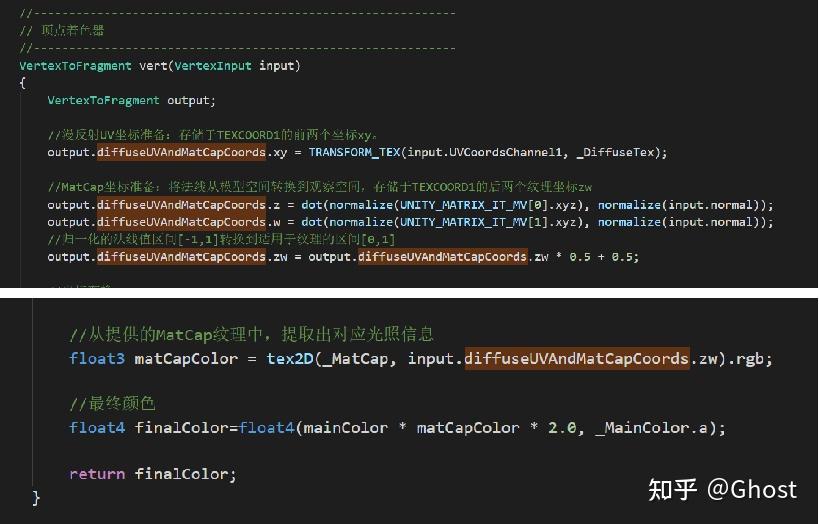 //------------------------------------------------------------
// 顶点着色器
//------------------------------------------------------------
VertexToFragment vert(VertexInput input)
{
VertexToFragment output;
//漫反射UV坐标准备：存储于TEXCOORD1的前两个坐标xy。
output.diffuseUVAndMatCapCoords.xy = TRANSFORM_TEX(input.UVCoordsChannel1, _DiffuseTex);
//MatCap坐标准备：将法线从模型空间转换到观察空间，存储于TEXCOORD1的后两个纹理坐标zw
output.diffuseUVAndMatCapCoords.z = dot(normalize(UNITY_MATRIX_IT_MV[0].xyz), normalize(input.normal));
output.diffuseUVAndMatCapCoords.w = dot(normalize(UNITY_MATRIX_IT_MV[1].xyz), normalize(input.normal));
//归一化的法线值区间[-1,1]转换到适用于纹理的区间[0,1]
output.diffuseUVAndMatCapCoords.zw = output.diffuseUVAndMatCapCoords.zw * 0.5 + 0.5;
//从提供的MatCap纹理中，提取出对应光照信息
float3 matCapColor = tex2D(_MatCap, input.diffuseUVAndMatCapCoords.zw).rgb;
//最终颜色
float4 finalColor=float4(mainColor * matCapColor * 2.0, _MainColor.a);
return finalColor;
}
知乎 @Ghost